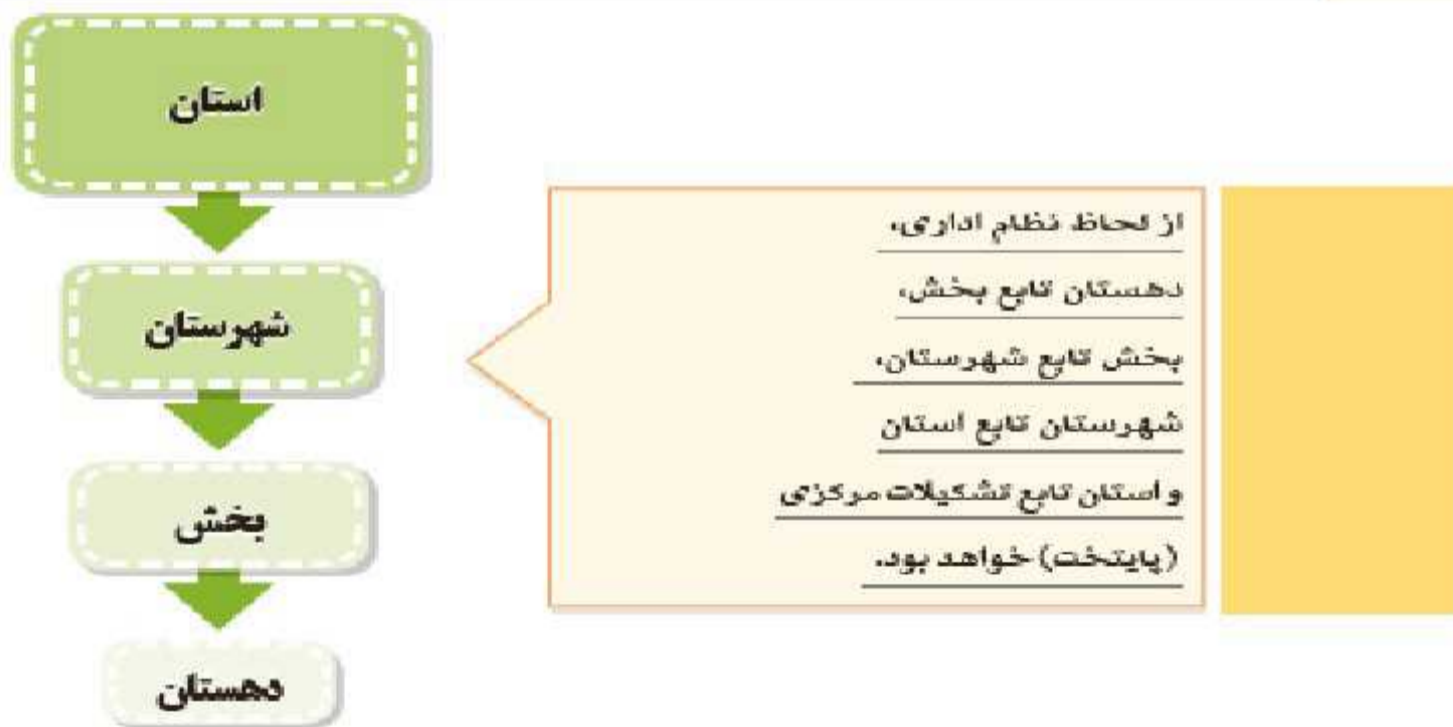 استان
شهرستان
بخش
دهستان
از لحاظ نظام اداری،
دهستان تابع بخش،
بخش تابع شهرستان،
شهرستان تابع استان
و استان تابع تشکیلات مرکزی
(پایتخت) خواهد بود.